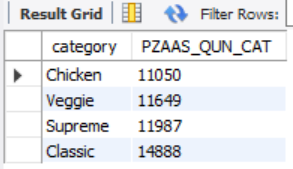 Result Grid Filter Rows:
category PZAAS_QUN_CAT
Chicken 11050
Veggie 11649
Supreme 11987
Classic 14888